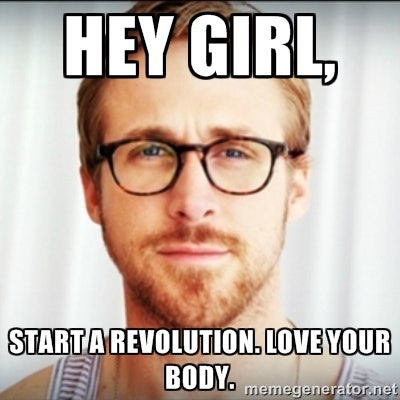 HEY GIRL,
START A REVOLUTION. LOVE YOUR
BODY.
memegenerator.net